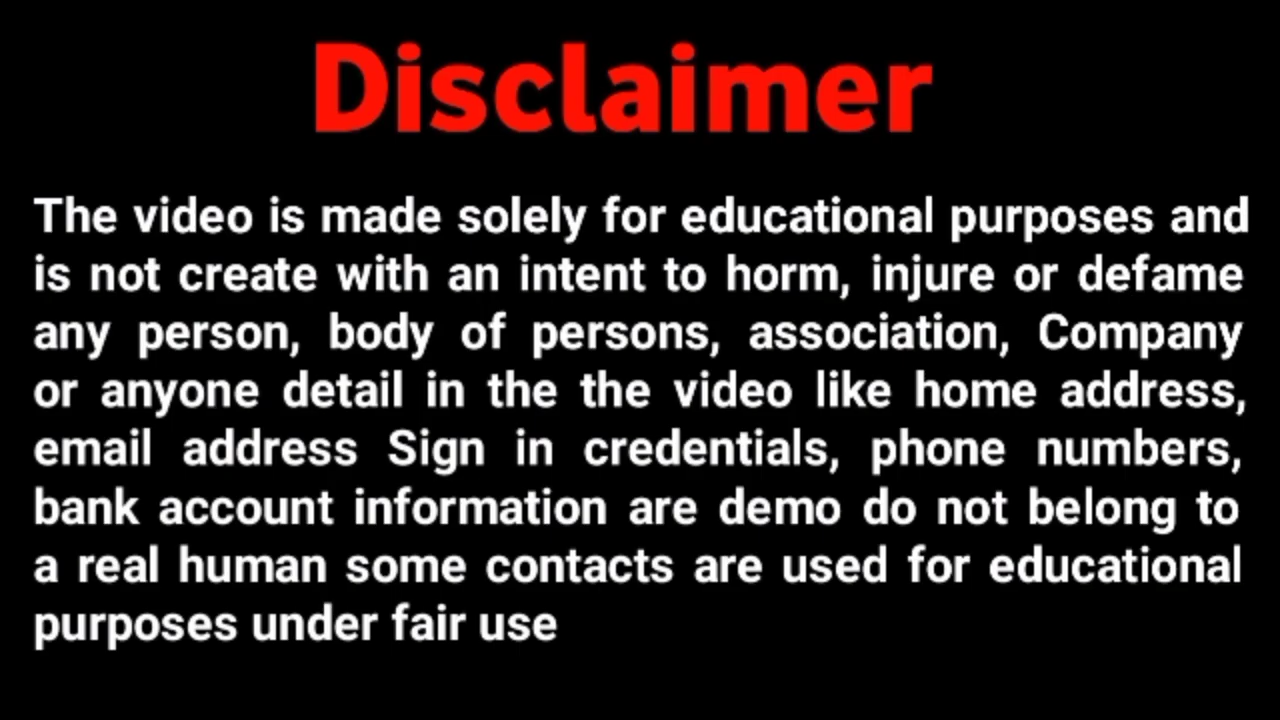 Disclaimer
The video is made solely for educational purposes and
is not create with an intent to horm, injure or defame
any person, body of persons, association, Company
or anyone detail in the the video like home address,
email address Sign in credentials, phone numbers,
bank account information are demo do not belong to
a real human some contacts are used for educational
purposes under fair use